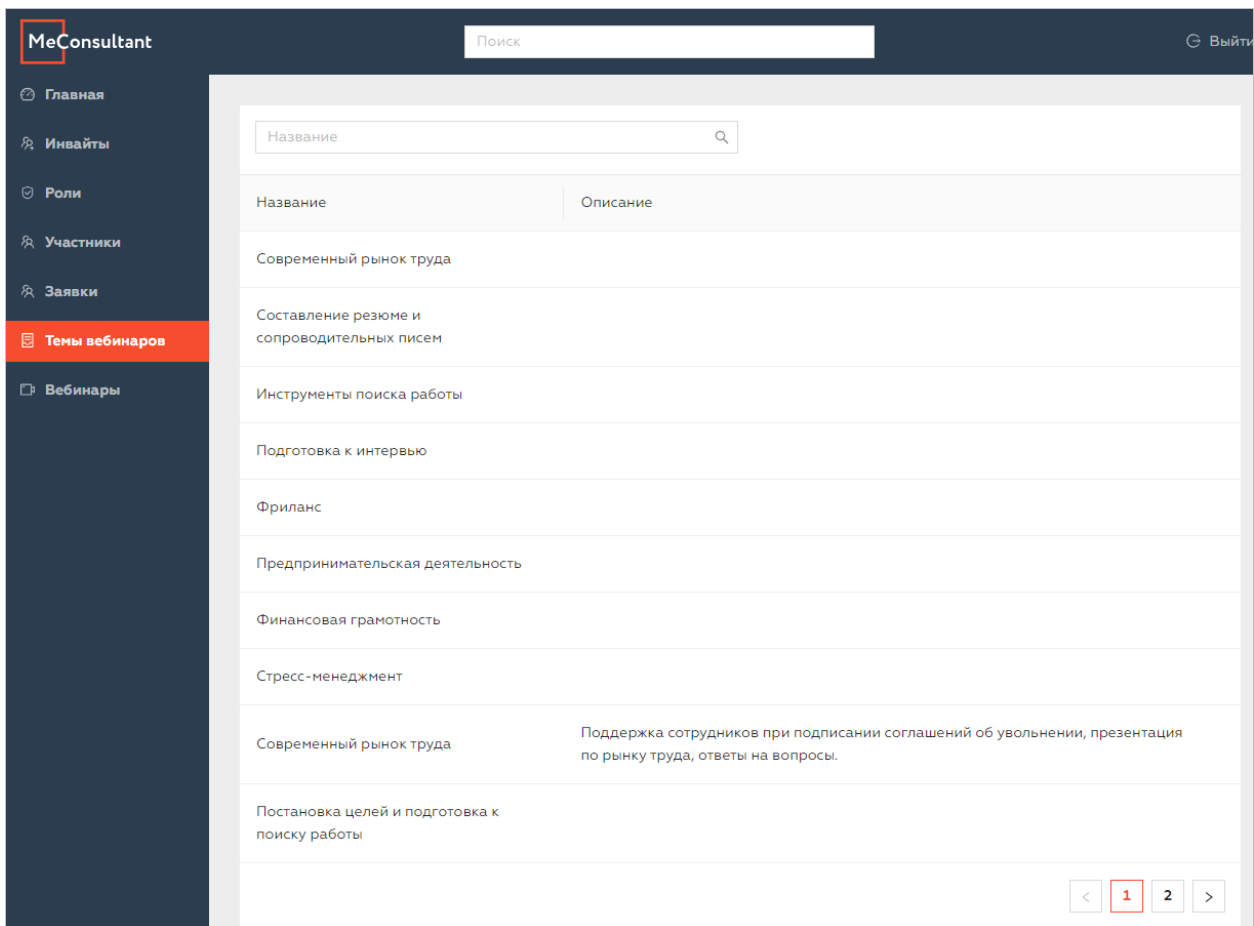 MeConsultant
Поиск
Выйти
Главная
Инвайты
Роли
Участники
Заявки
Темы вебинаров
Вебинары
Название
Название
Описание
Современный рынок труда
Составление резюме и
сопроводительных писем
Инструменты поиска работы
Подготовка к интервью
Фриланс
Предпринимательская деятельность
Финансовая грамотность
Стресс-менеджмент
Современный рынок труда
Поддержка сотрудников при подписании соглашений об увольнении, презентация
по рынку труда, ответы на вопросы.
Постановка целей и подготовка к
поиску работы
< 1 2 >